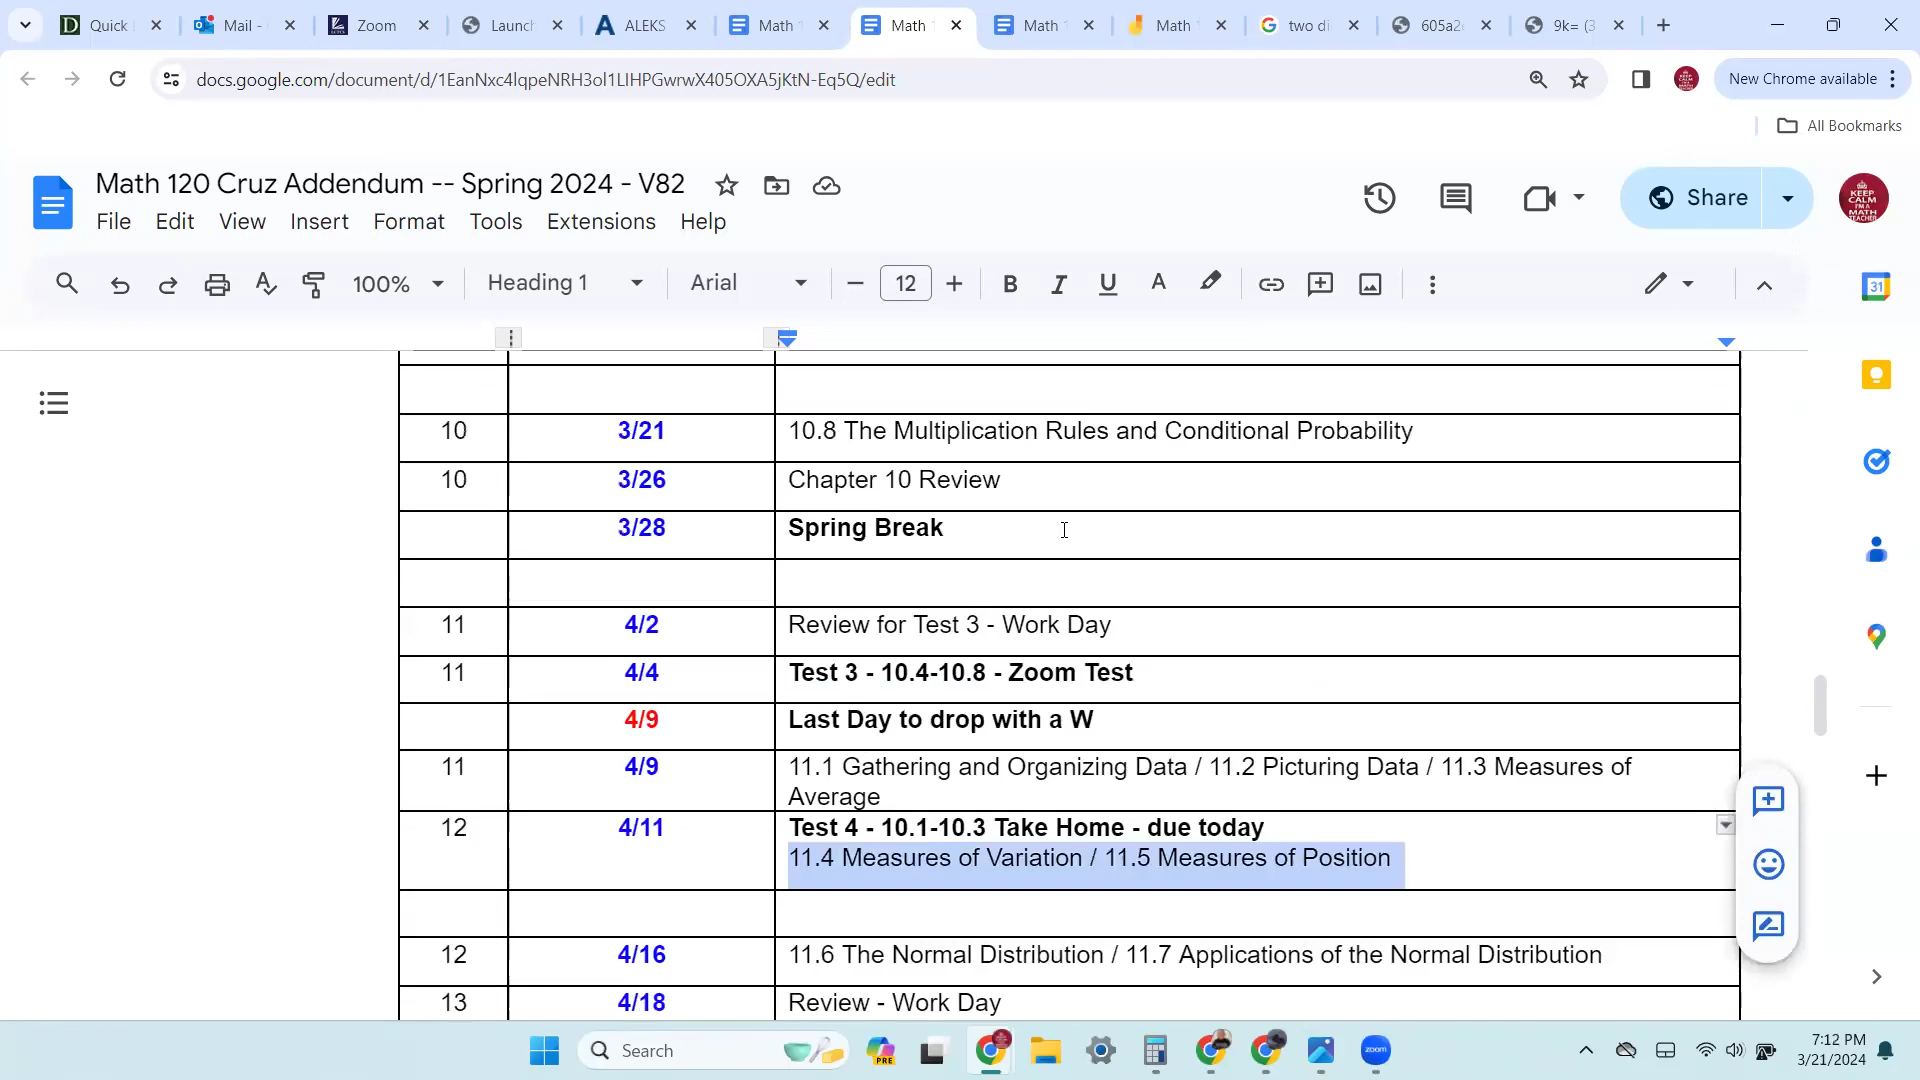 Quick
Mail -
Zoom
Launch
ALEKS
Math
Math
Math
Math
two di
605a2
9k= (3
docs.google.com/document/d/1EanNxc4lqpeNRH3ol1LIHPGwrwX405OXA5jKtN-Eq5Q/edit
New Chrome available
All Bookmarks
Math 120 Cruz Addendum -- Spring 2024 - V82
File Edit View Insert Format Tools Extensions Help
Share
KEEP CALM I'M A MATH TEACHER
100% Heading 1 Arial 12 B I U A
31
10 3/21 10.8 The Multiplication Rules and Conditional Probability
10 3/26 Chapter 10 Review
3/28 Spring Break
11 4/2 Review for Test 3 - Work Day
11 4/4 Test 3 - 10.4-10.8 - Zoom Test
4/9 Last Day to drop with a W
11 4/9 11.1 Gathering and Organizing Data / 11.2 Picturing Data / 11.3 Measures of
Average
12 4/11 Test 4 - 10.1-10.3 Take Home - due today
11.4 Measures of Variation / 11.5 Measures of Position
12 4/16 11.6 The Normal Distribution / 11.7 Applications of the Normal Distribution
13 4/18 Review - Work Day
Search
PRE
zoom
7:12 PM
3/21/2024